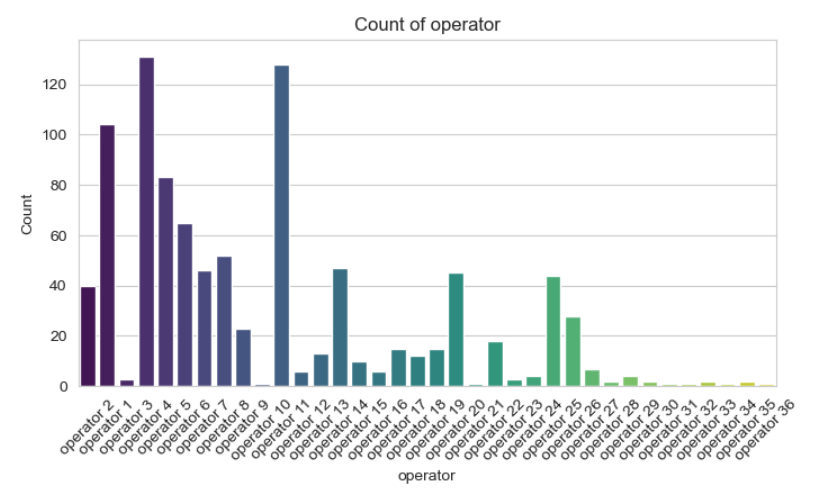 Count of operator
Count
120
100
80
60
40
20
0
operator 2
operator 1
operator 3
operator 4
operator 5
operator 6
operator 7
operator 8
operator 9
operator 10
operator 11
operator 12
operator 13
operator 14
operator 15
operator 16
operator 17
operator 18
operator 19
operator 20
operator 21
operator 22
operator 23
operator 24
operator 25
operator 26
operator 27
operator 28
operator 29
operator 30
operator 31
operator 32
operator 33
operator 34
operator 35
operator 36
operator